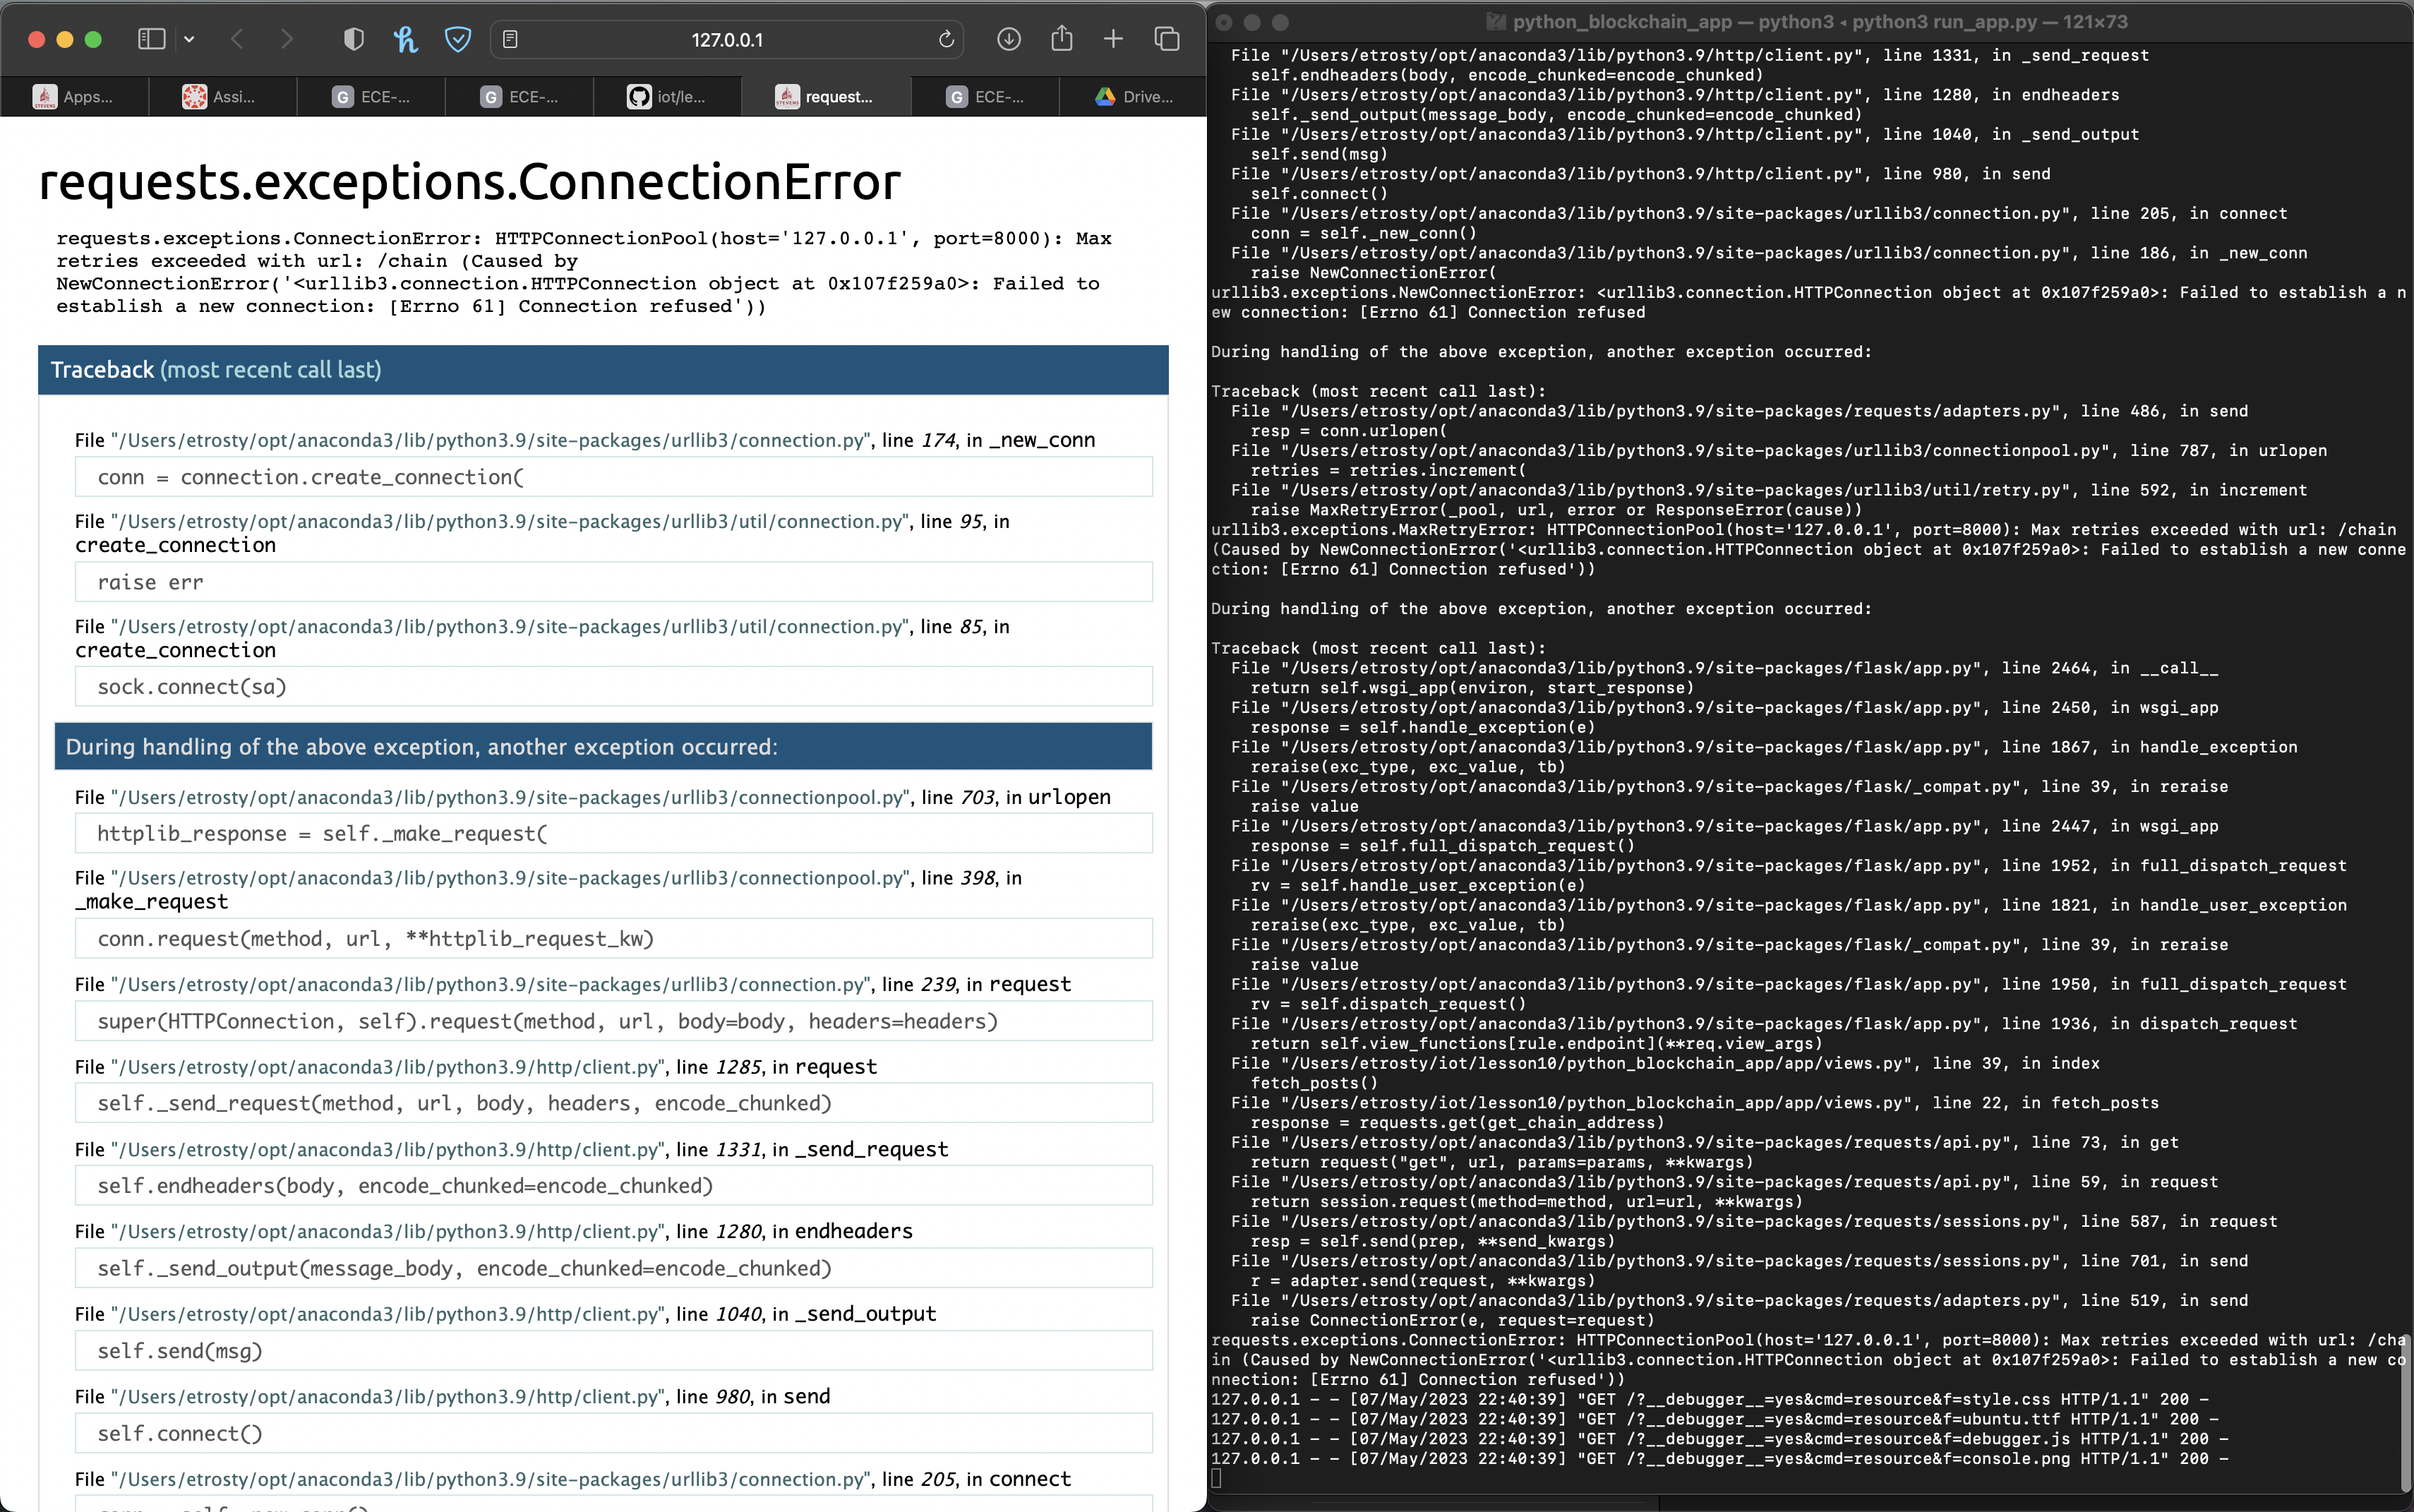 127.0.0.1
Apps...
Assi...
G ECE-...
G ECE-...
iot/le...
request...
G ECE-...
Drive...
requests.exceptions.ConnectionError
requests.exceptions.ConnectionError: HTTPConnectionPool(host='127.0.0.1', port=8000): Max
retries exceeded with url: /chain (Caused by
NewConnectionError('<urllib3.connection.HTTPConnection object at 0x107f259a0>: Failed to
establish a new connection: [Errno 61] Connection refused'))
Traceback (most recent call last)
File "/Users/etrosty/opt/anaconda3/lib/python3.9/site-packages/urllib3/connection.py", line 174, in _new_conn
conn = connection.create_connection(
File "/Users/etrosty/opt/anaconda3/lib/python3.9/site-packages/urllib3/util/connection.py", line 95, in
create_connection
raise err
File "/Users/etrosty/opt/anaconda3/lib/python3.9/site-packages/urllib3/util/connection.py", line 85, in
create_connection
sock.connect(sa)
During handling of the above exception, another exception occurred:
File "/Users/etrosty/opt/anaconda3/lib/python3.9/site-packages/urllib3/connectionpool.py", line 703, in urlopen
httplib_response = self._make_request(
File "/Users/etrosty/opt/anaconda3/lib/python3.9/site-packages/urllib3/connectionpool.py", line 398, in
_make_request
conn.request(method, url, **httplib_request_kw)
File "/Users/etrosty/opt/anaconda3/lib/python3.9/site-packages/urllib3/connection.py", line 239, in request
super(HTTPConnection, self).request(method, url, body=body, headers=headers)
File "/Users/etrosty/opt/anaconda3/lib/python3.9/http/client.py", line 1285, in request
self._send_request(method, url, body, headers, encode_chunked)
File "/Users/etrosty/opt/anaconda3/lib/python3.9/http/client.py", line 1331, in _send_request
self.endheaders(body, encode_chunked=encode_chunked)
File "/Users/etrosty/opt/anaconda3/lib/python3.9/http/client.py", line 1280, in endheaders
self._send_output(message_body, encode_chunked=encode_chunked)
File "/Users/etrosty/opt/anaconda3/lib/python3.9/http/client.py", line 1040, in _send_output
self.send(msg)
File "/Users/etrosty/opt/anaconda3/lib/python3.9/http/client.py", line 980, in send
self.connect()
File "/Users/etrosty/opt/anaconda3/lib/python3.9/site-packages/urllib3/connection.py", line 205, in connect
python_blockchain_app — python3 ◂ python3 run_app.py — 121×73
File "/Users/etrosty/opt/anaconda3/lib/python3.9/http/client.py", line 1331, in _send_request
self.endheaders(body, encode_chunked=encode_chunked)
File "/Users/etrosty/opt/anaconda3/lib/python3.9/http/client.py", line 1280, in endheaders
self._send_output(message_body, encode_chunked=encode_chunked)
File "/Users/etrosty/opt/anaconda3/lib/python3.9/http/client.py", line 1040, in _send_output
self.send(msg)
File "/Users/etrosty/opt/anaconda3/lib/python3.9/http/client.py", line 980, in send
self.connect()
File "/Users/etrosty/opt/anaconda3/lib/python3.9/site-packages/urllib3/connection.py", line 205, in connect
conn = self._new_conn()
File "/Users/etrosty/opt/anaconda3/lib/python3.9/site-packages/urllib3/connection.py", line 186, in _new_conn
raise NewConnectionError(
urllib3.exceptions.NewConnectionError: <urllib3.connection.HTTPConnection object at 0x107f259a0>: Failed to establish a n
ew connection: [Errno 61] Connection refused
During handling of the above exception, another exception occurred:
Traceback (most recent call last):
File "/Users/etrosty/opt/anaconda3/lib/python3.9/site-packages/requests/adapters.py", line 486, in send
resp = conn.urlopen(
File "/Users/etrosty/opt/anaconda3/lib/python3.9/site-packages/urllib3/connectionpool.py", line 787, in urlopen
retries = retries.increment(
File "/Users/etrosty/opt/anaconda3/lib/python3.9/site-packages/urllib3/util/retry.py", line 592, in increment
raise MaxRetryError(_pool, url, error or ResponseError(cause))
urllib3.exceptions.MaxRetryError: HTTPConnectionPool(host='127.0.0.1', port=8000): Max retries exceeded with url: /chain
(Caused by NewConnectionError('<urllib3.connection.HTTPConnection object at 0x107f259a0>: Failed to establish a new conne
ction: [Errno 61] Connection refused'))
During handling of the above exception, another exception occurred:
Traceback (most recent call last):
File "/Users/etrosty/opt/anaconda3/lib/python3.9/site-packages/flask/app.py", line 2464, in __call__
return self.wsgi_app(environ, start_response)
File "/Users/etrosty/opt/anaconda3/lib/python3.9/site-packages/flask/app.py", line 2450, in wsgi_app
response = self.handle_exception(e)
File "/Users/etrosty/opt/anaconda3/lib/python3.9/site-packages/flask/app.py", line 1867, in handle_exception
reraise(exc_type, exc_value, tb)
File "/Users/etrosty/opt/anaconda3/lib/python3.9/site-packages/flask/_compat.py", line 39, in reraise
raise value
File "/Users/etrosty/opt/anaconda3/lib/python3.9/site-packages/flask/app.py", line 2447, in wsgi_app
response = self.full_dispatch_request()
File "/Users/etrosty/opt/anaconda3/lib/python3.9/site-packages/flask/app.py", line 1952, in full_dispatch_request
rv = self.handle_user_exception(e)
File "/Users/etrosty/opt/anaconda3/lib/python3.9/site-packages/flask/app.py", line 1821, in handle_user_exception
reraise(exc_type, exc_value, tb)
File "/Users/etrosty/opt/anaconda3/lib/python3.9/site-packages/flask/_compat.py", line 39, in reraise
raise value
File "/Users/etrosty/opt/anaconda3/lib/python3.9/site-packages/flask/app.py", line 1950, in full_dispatch_request
rv = self.dispatch_request()
File "/Users/etrosty/opt/anaconda3/lib/python3.9/site-packages/flask/app.py", line 1936, in dispatch_request
return self.view_functions[rule.endpoint](**req.view_args)
File "/Users/etrosty/iot/lesson10/python_blockchain_app/app/views.py", line 39, in index
fetch_posts()
File "/Users/etrosty/iot/lesson10/python_blockchain_app/app/views.py", line 22, in fetch_posts
response = requests.get(get_chain_address)
File "/Users/etrosty/opt/anaconda3/lib/python3.9/site-packages/requests/api.py", line 73, in get
return request("get", url, params=params, **kwargs)
File "/Users/etrosty/opt/anaconda3/lib/python3.9/site-packages/requests/api.py", line 59, in request
return session.request(method=method, url=url, **kwargs)
File "/Users/etrosty/opt/anaconda3/lib/python3.9/site-packages/requests/sessions.py", line 587, in request
resp = self.send(prep, **send_kwargs)
File "/Users/etrosty/opt/anaconda3/lib/python3.9/site-packages/requests/sessions.py", line 701, in send
r = adapter.send(request, **kwargs)
File "/Users/etrosty/opt/anaconda3/lib/python3.9/site-packages/requests/adapters.py", line 519, in send
raise ConnectionError(e, request=request)
requests.exceptions.ConnectionError: HTTPConnectionPool(host='127.0.0.1', port=8000): Max retries exceeded with url: /cha
in (Caused by NewConnectionError('<urllib3.connection.HTTPConnection object at 0x107f259a0>: Failed to establish a new co
nnection: [Errno 61] Connection refused'))
127.0.0.1 - - [07/May/2023 22:40:39] "GET /?__debugger__=yes&cmd=resource&f=style.css HTTP/1.1" 200 -
127.0.0.1 - - [07/May/2023 22:40:39] "GET /?__debugger__=yes&cmd=resource&f=ubuntu.ttf HTTP/1.1" 200 -
127.0.0.1 - - [07/May/2023 22:40:39] "GET /?__debugger__=yes&cmd=resource&f=debugger.js HTTP/1.1" 200 -
127.0.0.1 - - [07/May/2023 22:40:39] "GET /?__debugger__=yes&cmd=resource&f=console.png HTTP/1.1" 200 -